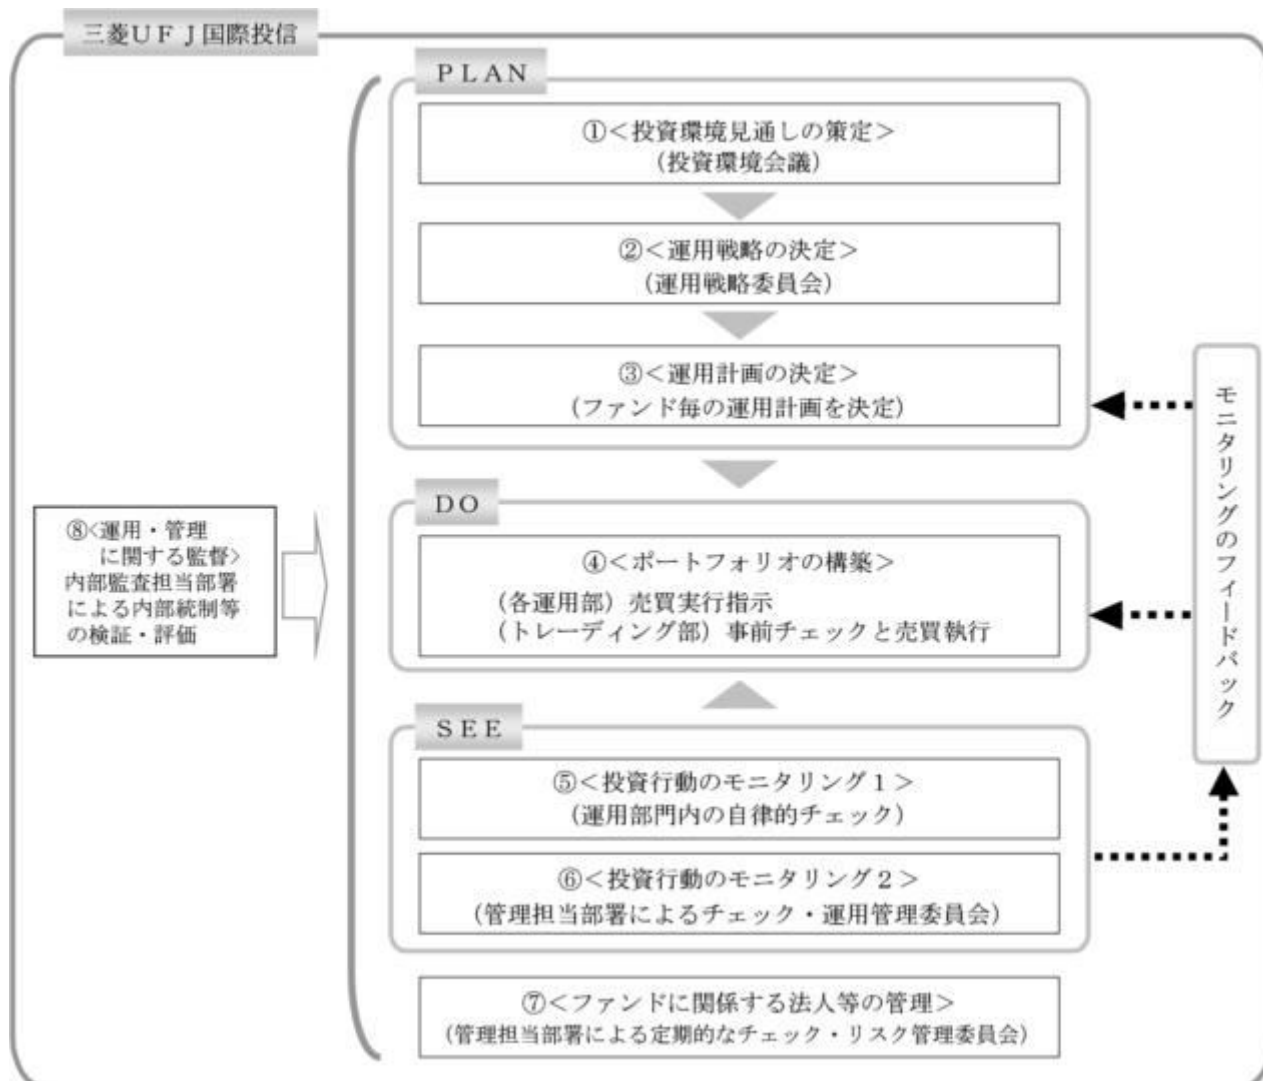 三菱UFJ国際投信
PLAN
①<投資環境見通しの策定>
(投資環境会議)
②<運用戦略の決定>
(運用戦略委員会)
③<運用計画の決定>
(ファンド毎の運用計画を決定)
DO
④<ポートフォリオの構築>
(各運用部)売買実行指示
(トレーディング部)事前チェックと売買執行
SEE
⑤<投資行動のモニタリング1>
(運用部門内の自律的チェック)
⑥<投資行動のモニタリング2>
(管理担当部署によるチェック・運用管理委員会)
⑦<ファンドに関係する法人等の管理>
(管理担当部署による定期的なチェック・リスク管理委員会)
⑧<運用・管理
に関する監督>
内部監査担当部署
による内部統制等
の検証・評価
モニタリングのフィードバック